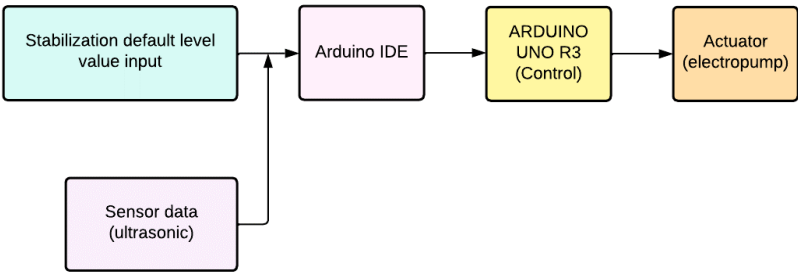 Stabilization default level
value input
Arduino IDE
ARDUINO
UNO R3
(Control)
Actuator
(electropump)
Sensor data
(ultrasonic)